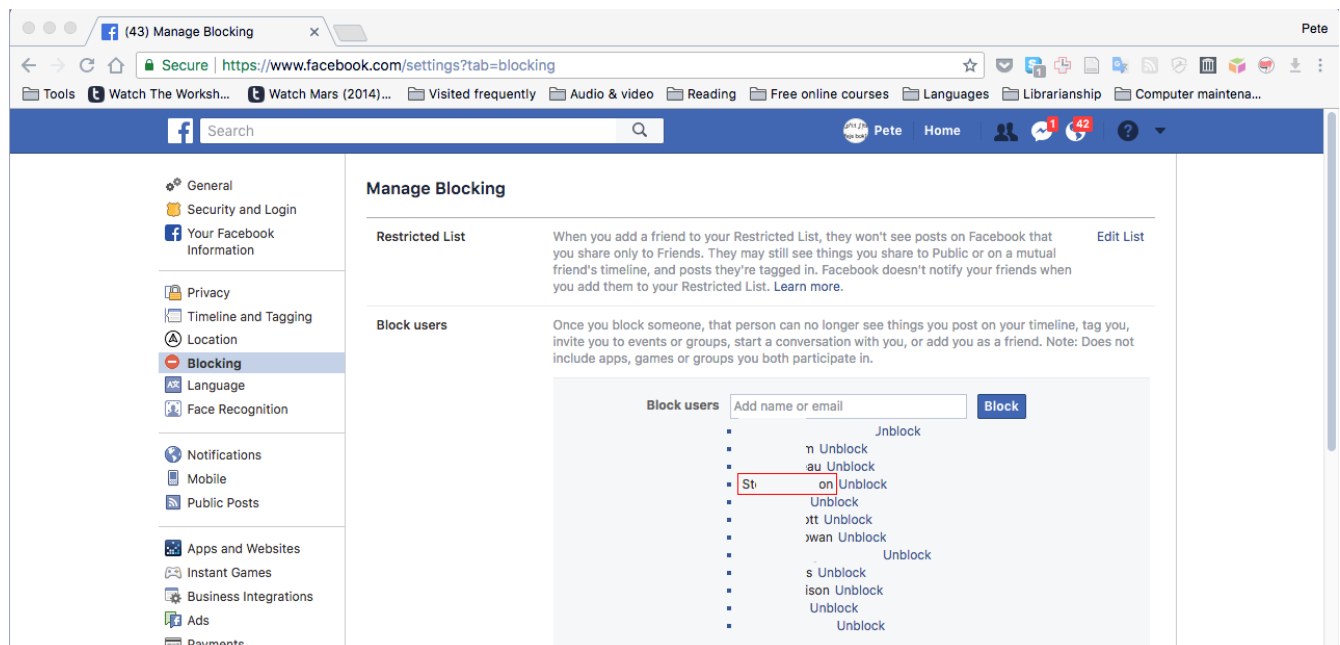 (43) Manage Blocking
Pete
Secure https://www.facebook.com/settings?tab=blocking
Tools Watch The Worksh... Watch Mars (2014)... Visited frequently Audio & video Reading Free online courses Languages Librarianship Computer maintena...
Search Pete Home 1 42
General
Security and Login
Your Facebook
Information
Privacy
Timeline and Tagging
Location
Blocking
Language
Face Recognition
Notifications
Mobile
Public Posts
Apps and Websites
Instant Games
Business Integrations
Ads
Payments
Manage Blocking
Restricted List
When you add a friend to your Restricted List, they won't see posts on Facebook that
you share only to Friends. They may still see things you share to Public or on a mutual
friend's timeline, and posts they're tagged in. Facebook doesn't notify your friends when
you add them to your Restricted List. Learn more.
Edit List
Block users
Once you block someone, that person can no longer see things you post on your timeline, tag you,
invite you to events or groups, start a conversation with you, or add you as a friend. Note: Does not
include apps, games or groups you both participate in.
Block users Add name or email Block
Unblock
m Unblock
au Unblock
St on Unblock
Unblock
ott Unblock
owan Unblock
Unblock
s Unblock
ison Unblock
Unblock
Unblock